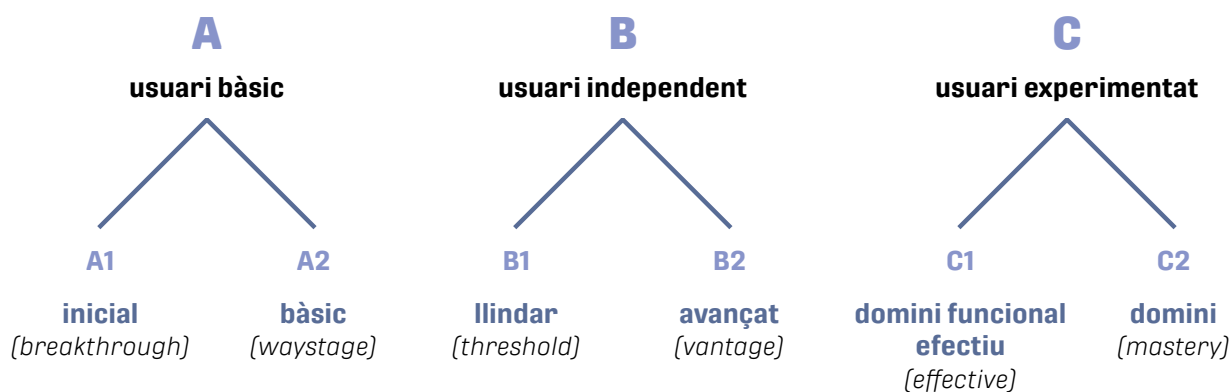 A
usuari bàsic
A1
inicial
(breakthrough)
A2
bàsic
(waystage)
B
usuari independent
B1
llindar
(threshold)
B2
avançat
(vantage)
C
usuari experimentat
C1
domini funcional
efectiu
(effective)
C2
domini
(mastery)